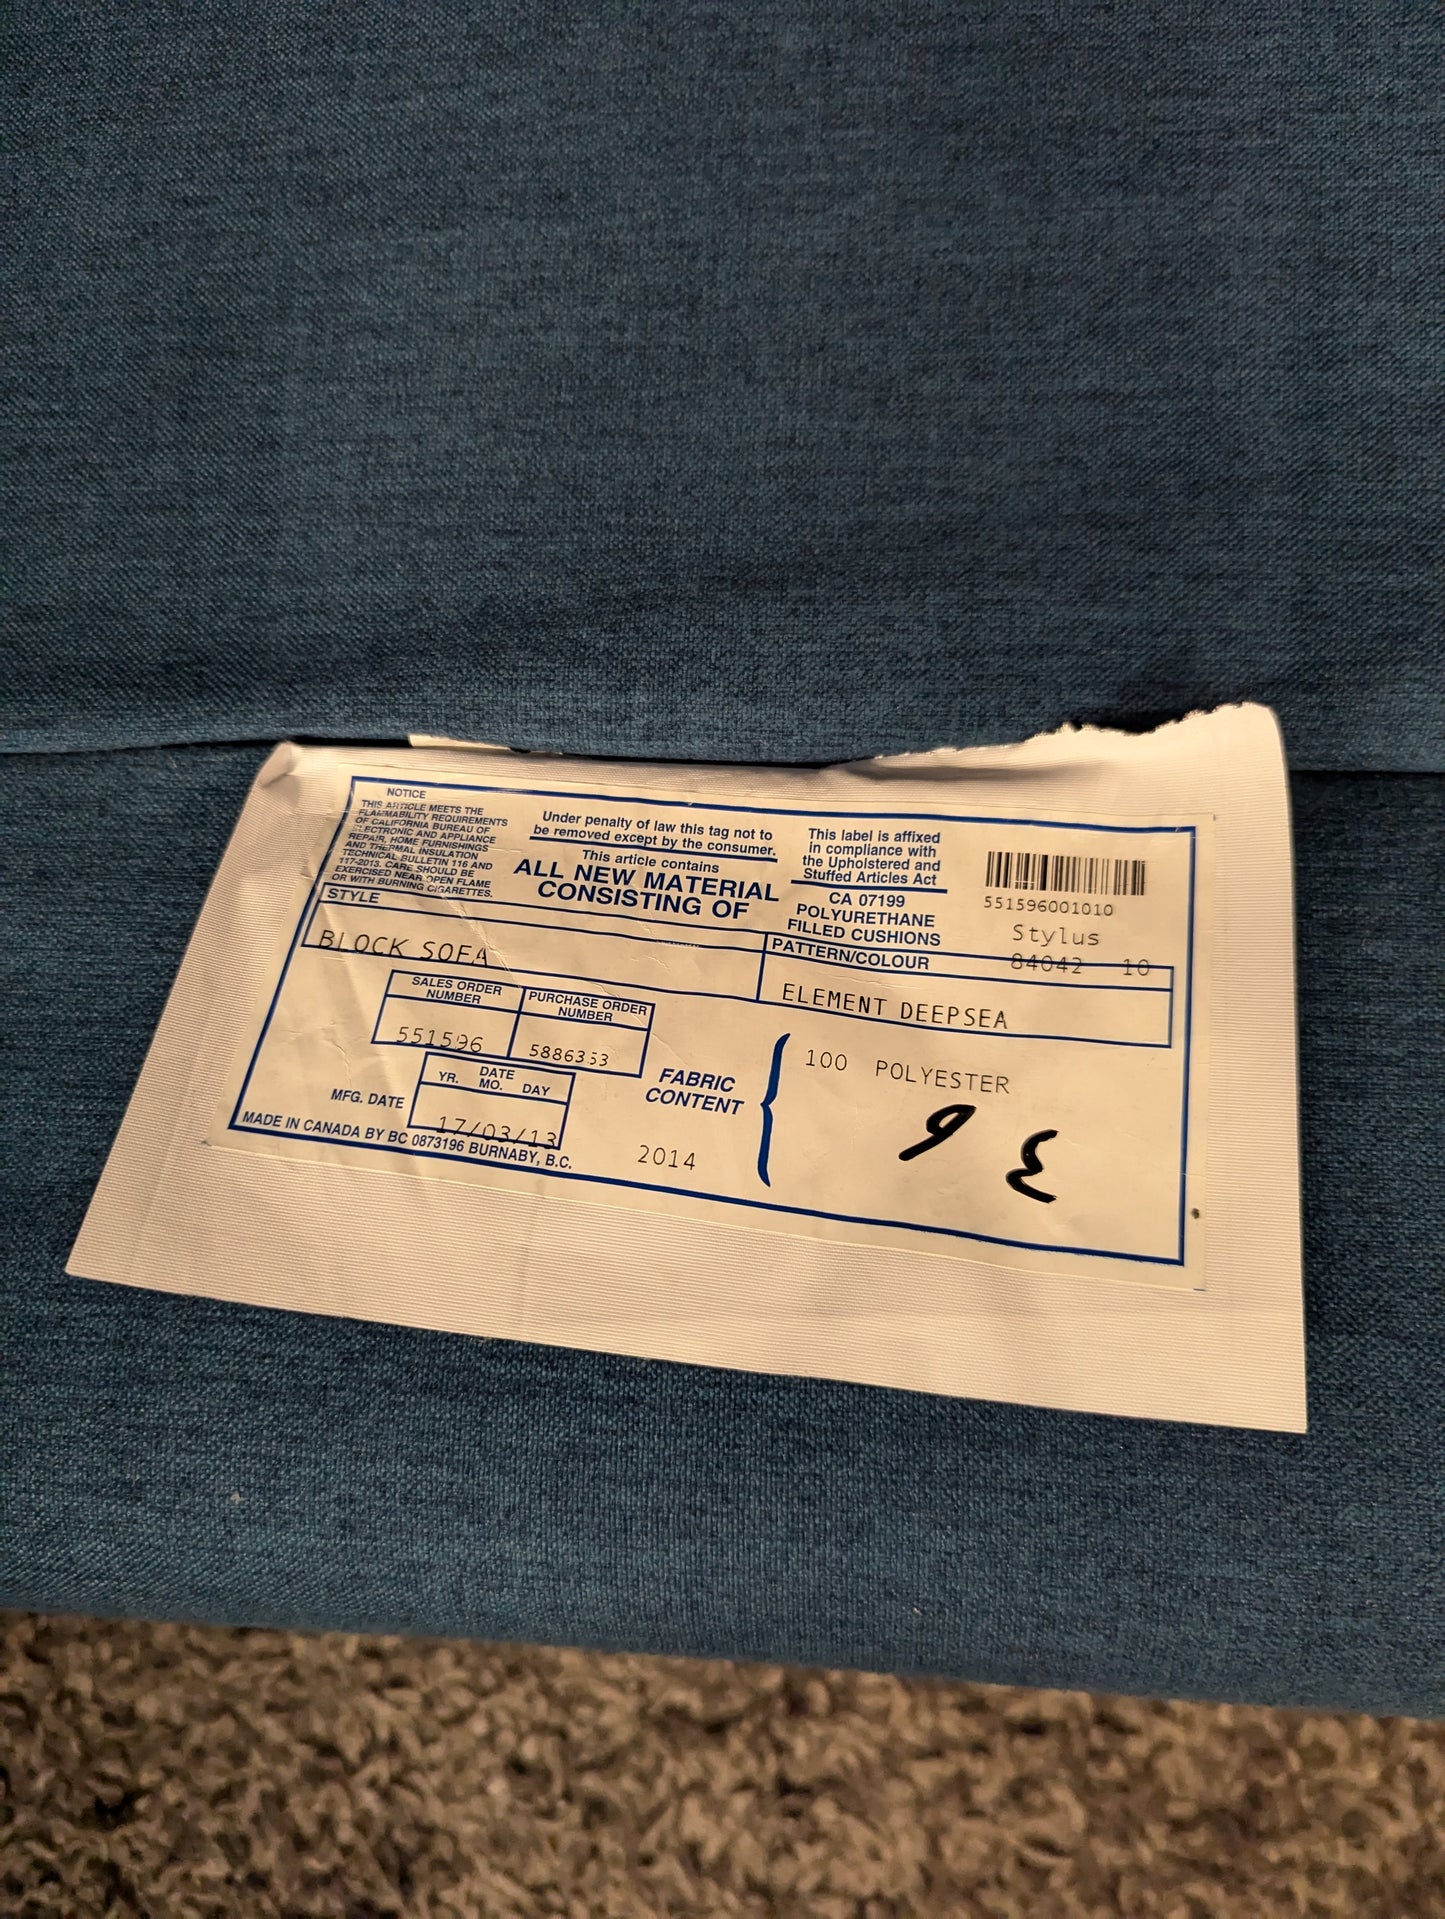 NOTICE
THIS ARTICLE MEETS THE
FLAMMABILITY REQUIREMENTS
OF CALIFORNIA BUREAU OF
ELECTRONIC AND APPLIANCE
REPAIR, HOME FURNISHINGS
AND THERMAL INSULATION
TECHNICAL BULLETIN 116 AND
117-2013. CARE SHOULD BE
EXERCISED NEAR OPEN FLAME
OR WITH BURNING CIGARETTES.
Under penalty of law this tag not to
be removed except by the consumer.
This article contains
ALL NEW MATERIAL
CONSISTING OF
This label is affixed
in compliance with
the Upholstered and
Stuffed Articles Act
CA 07199
POLYURETHANE
FILLED CUSHIONS
551596001010
Stylus
84042 10
STYLE
BLOCK SOFA
PATTERN/COLOUR
ELEMENT DEEPSEA
SALES ORDER
NUMBER
551596
PURCHASE ORDER
NUMBER
5886353
MFG. DATE
DATE
YR. MO. DAY
17/03/13
FABRIC
CONTENT
100 POLYESTER
2014
MADE IN CANADA BY BC 0873196 BURNABY, B.C.